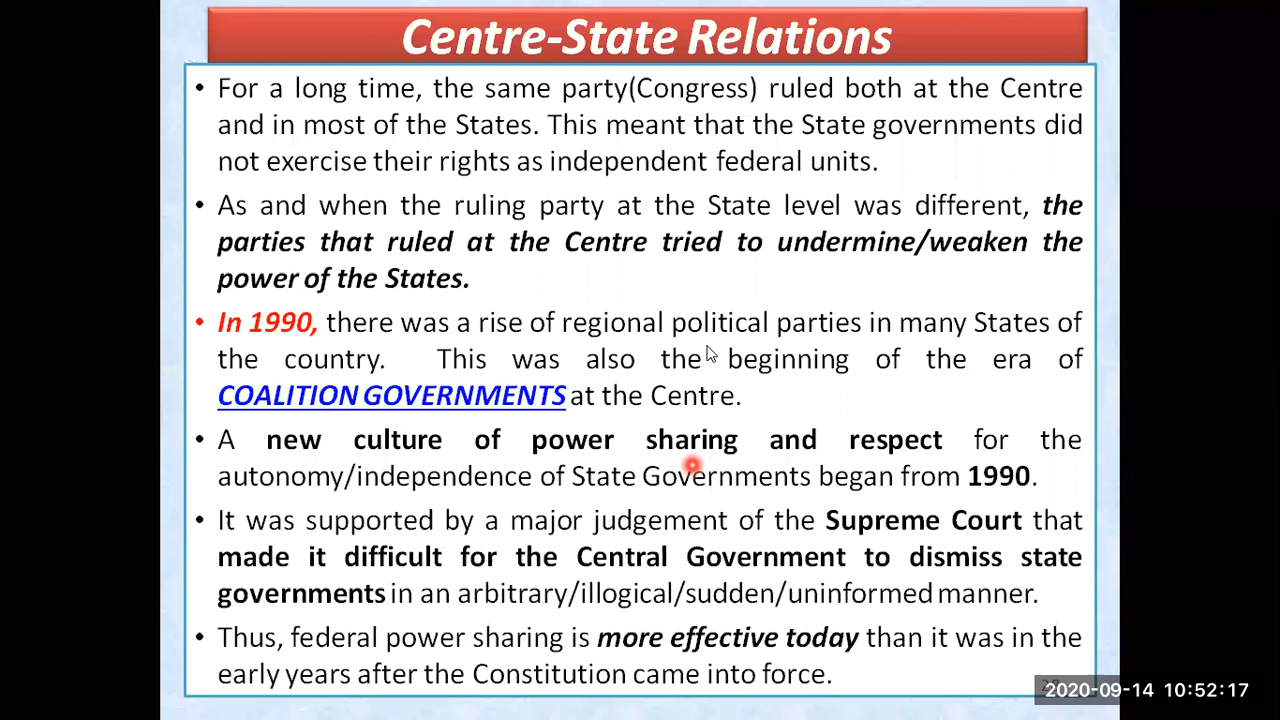 Centre-State Relations
• For a long time, the same party(Congress) ruled both at the Centre
and in most of the States. This meant that the State governments did
not exercise their rights as independent federal units.
• As and when the ruling party at the State level was different, the
parties that ruled at the Centre tried to undermine/weaken the
power of the States.
• In 1990, there was a rise of regional political parties in many States of
the country. This was also the beginning of the era of
COALITION GOVERNMENTS at the Centre.
• A new culture of power sharing and respect for the
autonomy/independence of State Governments began from 1990.
• It was supported by a major judgement of the Supreme Court that
made it difficult for the Central Government to dismiss state
governments in an arbitrary/illogical/sudden/uninformed manner.
• Thus, federal power sharing is more effective today than it was in the
early years after the Constitution came into force.
2020-09-14 10:52:17